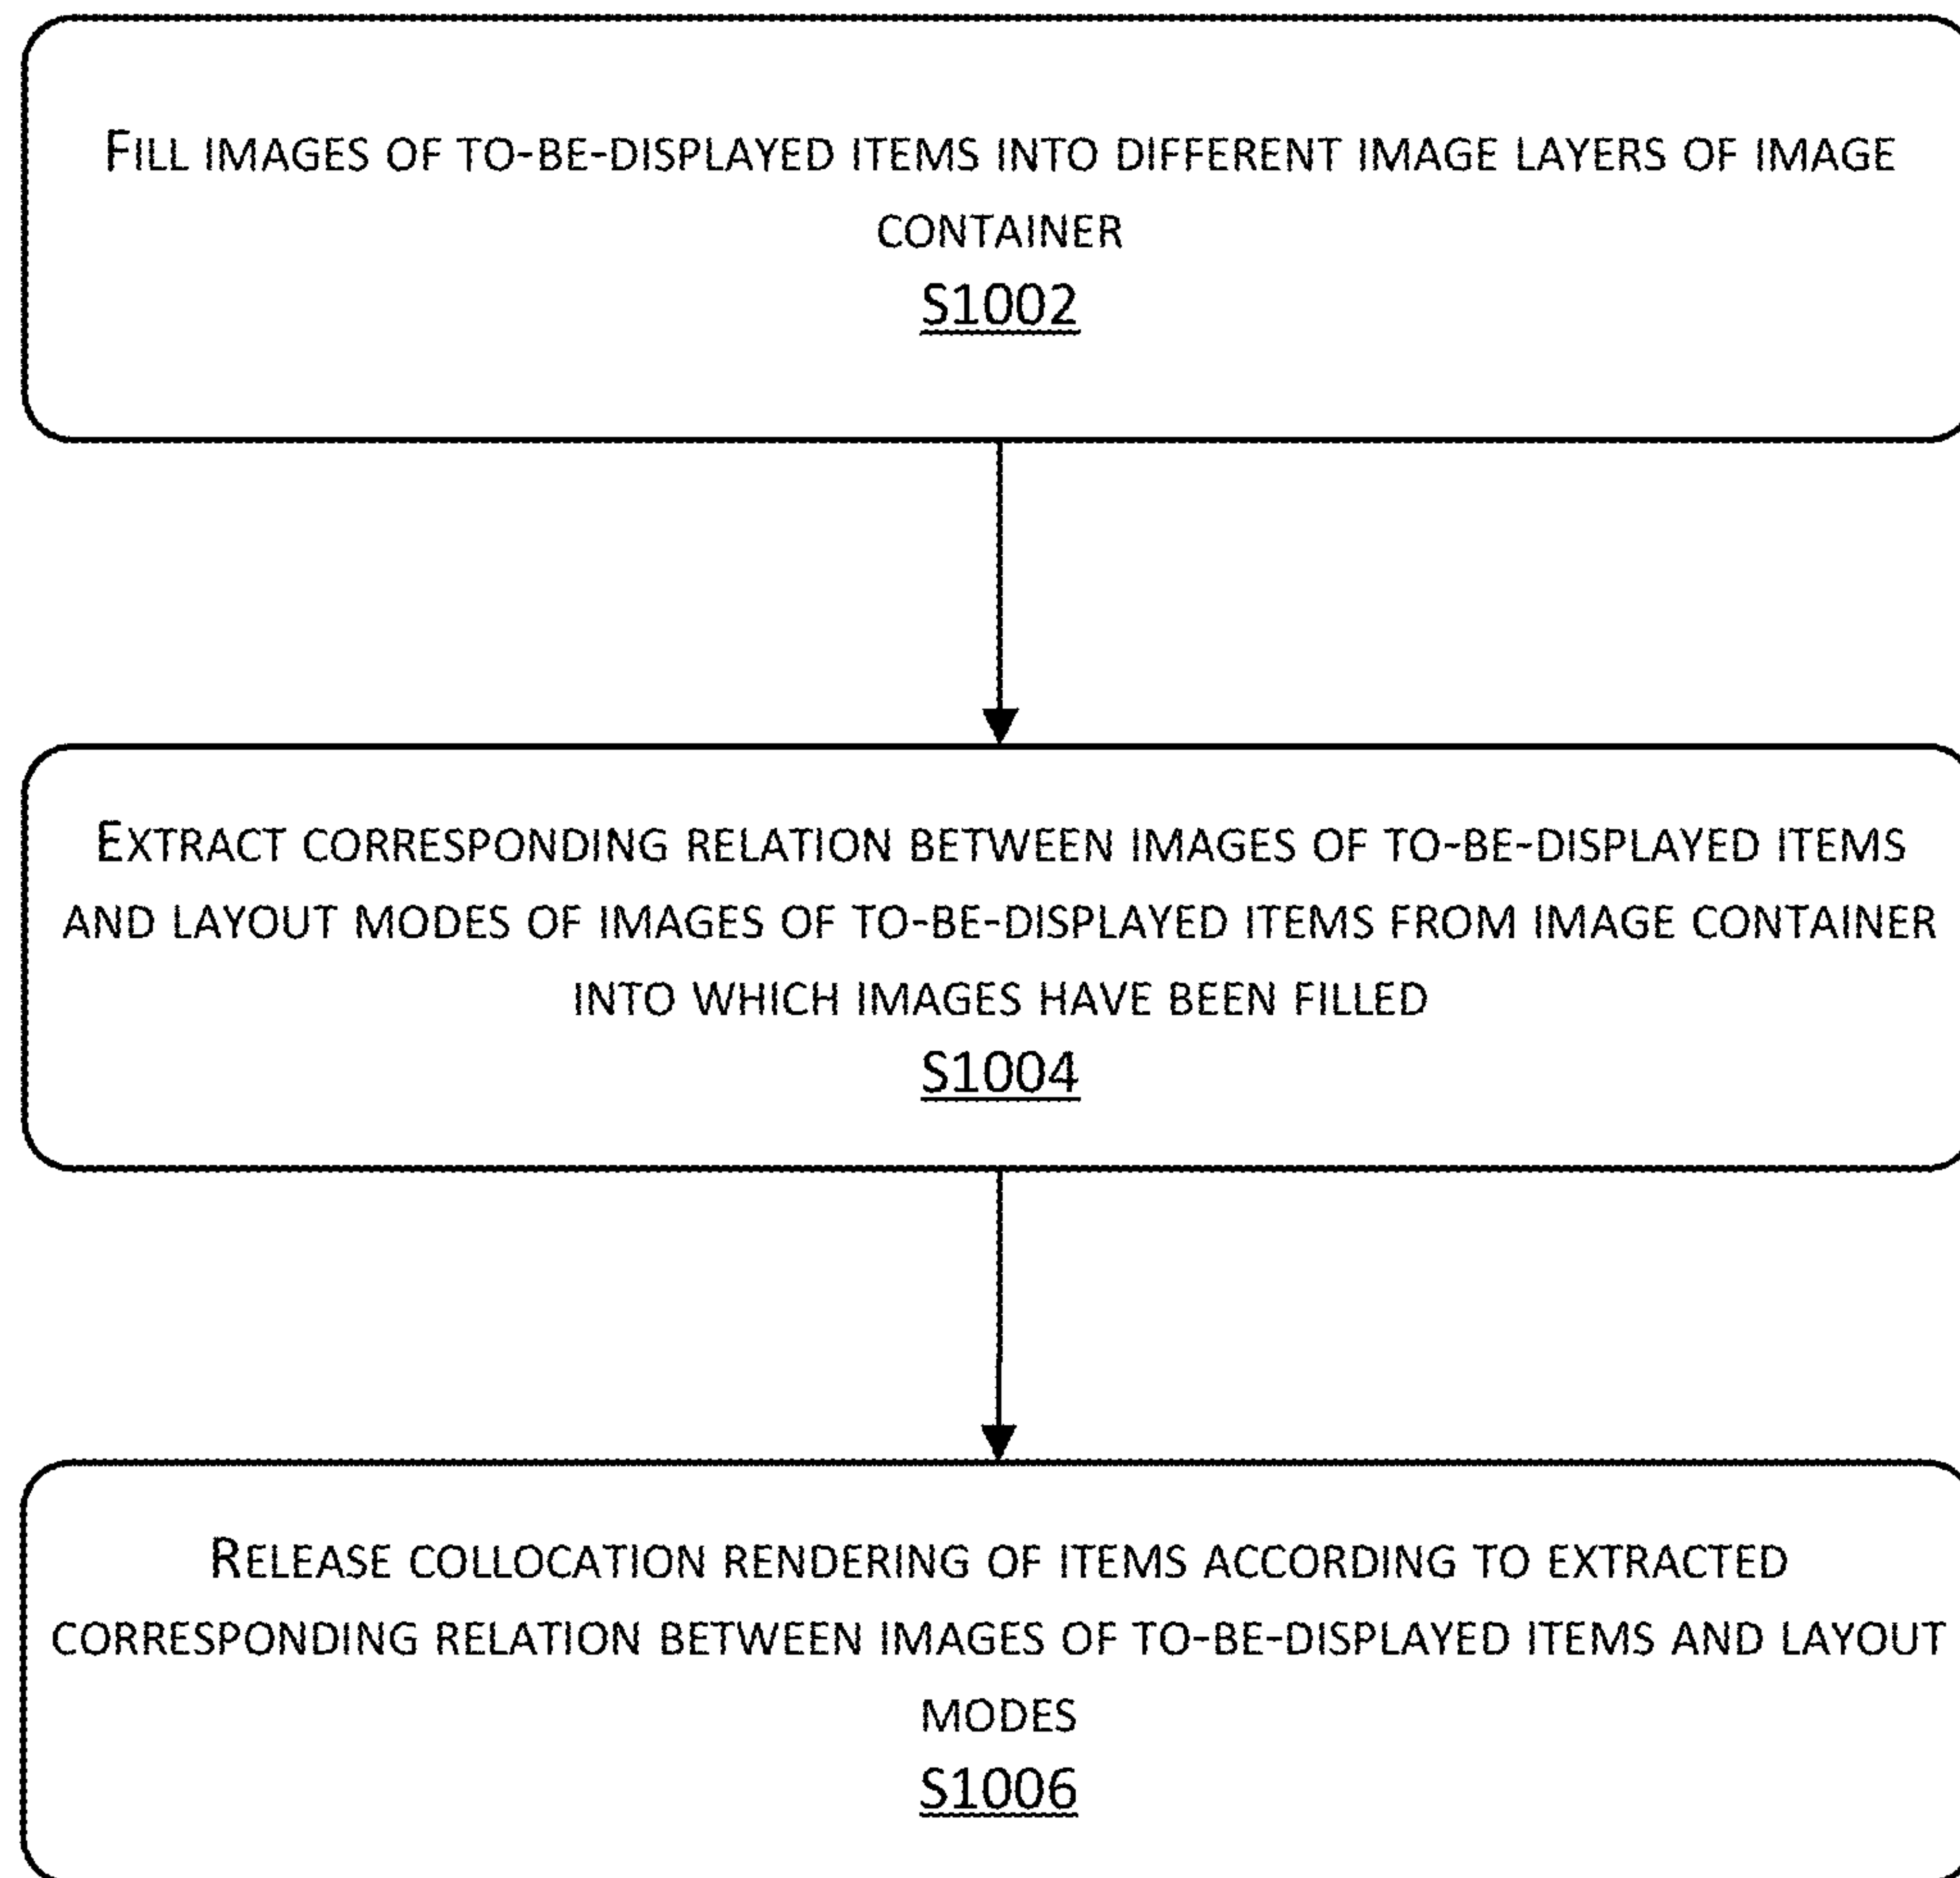 FILL IMAGES OF TO-BE-DISPLAYED ITEMS INTO DIFFERENT IMAGE LAYERS OF IMAGE
CONTAINER
S1002
EXTRACT CORRESPONDING RELATION BETWEEN IMAGES OF TO-BE-DISPLAYED ITEMS
AND LAYOUT MODES OF IMAGES OF TO-BE-DISPLAYED ITEMS FROM IMAGE CONTAINER
INTO WHICH IMAGES HAVE BEEN FILLED
S1004
RELEASE COLLOCATION RENDERING OF ITEMS ACCORDING TO EXTRACTED
CORRESPONDING RELATION BETWEEN IMAGES OF TO-BE-DISPLAYED ITEMS AND LAYOUT
MODES
S1006